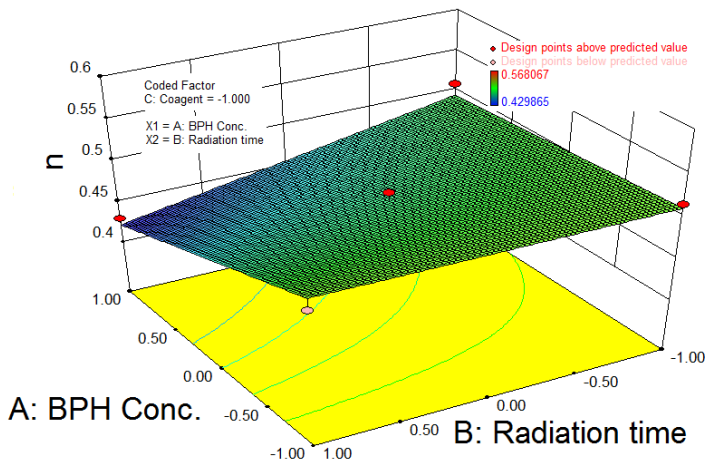 0.6
0.55
0.5
0.45
0.4
n
Coded Factor
C: Coagent = -1.000
X1 = A: BPH Conc.
X2 = B: Radiation time
Design points above predicted value
Design points below predicted value
0.568067
0.429865
1.00
0.50
0.00
-0.50
-1.00
A: BPH Conc.
1.00
0.50
0.00
-0.50
-1.00
B: Radiation time